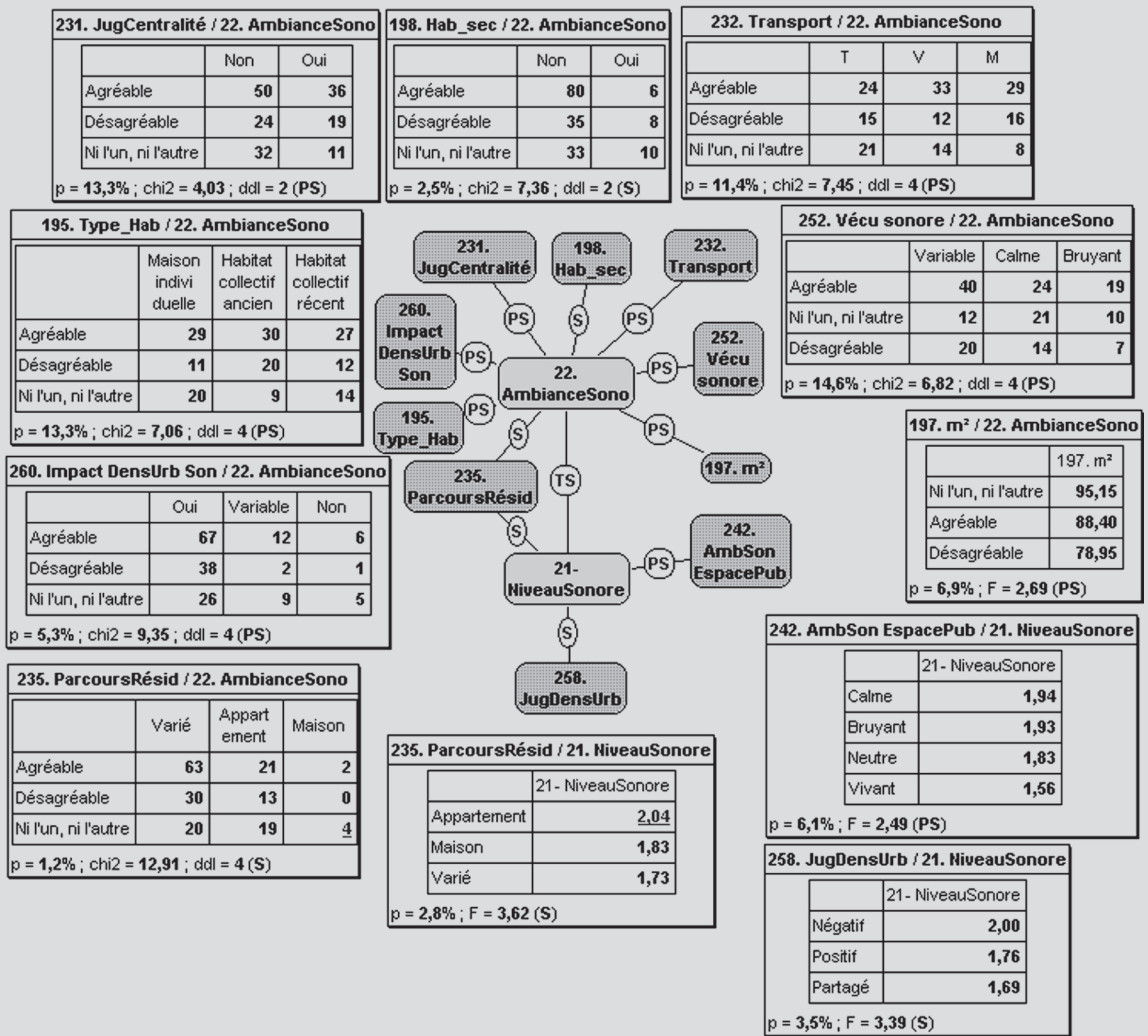 231. JugCentralité / 22. AmbianceSono
Non Oui
Agréable 50 36
Désagréable 24 19
Ni l'un, ni l'autre 32 11
p = 13,3% ; chi2 = 4,03 ; ddl = 2 (PS)
198. Hab_sec / 22. AmbianceSono
Non Oui
Agréable 80 6
Désagréable 35 8
Ni l'un, ni l'autre 33 10
p = 2,5% ; chi2 = 7,36 ; ddl = 2 (S)
232. Transport / 22. AmbianceSono
T V M
Agréable 24 33 29
Désagréable 15 12 16
Ni l'un, ni l'autre 21 14 8
p = 11,4% ; chi2 = 7,45 ; ddl = 4 (PS)
195. Type_Hab / 22. AmbianceSono
Maison Habitat Habitat
indivi collectif collectif
duelle ancien récent
Agréable 29 30 27
Désagréable 11 20 12
Ni l'un, ni l'autre 20 9 14
p = 13,3% ; chi2 = 7,06 ; ddl = 4 (PS)
231.
JugCentralité
198.
Hab_sec
232.
Transport
PS
S
PS
260.
Impact
DensUrb
Son
PS
22.
AmbianceSono
PS
252.
Vécu
sonore
195.
Type_Hab
PS
S
PS
197. m²
235.
ParcoursRésid
TS
S
21-
NiveauSonore
PS
242.
AmbSon
EspacePub
S
258.
JugDensUrb
252. Vécu sonore / 22. AmbianceSono
Variable Calme Bruyant
Agréable 40 24 19
Ni l'un, ni l'autre 12 21 10
Désagréable 20 14 7
p = 14,6% ; chi2 = 6,82 ; ddl = 4 (PS)
197. m² / 22. AmbianceSono
197. m²
Ni l'un, ni l'autre 95,15
Agréable 88,40
Désagréable 78,95
p = 6,9% ; F = 2,69 (PS)
260. Impact DensUrb Son / 22. AmbianceSono
Oui Variable Non
Agréable 67 12 6
Désagréable 38 2 1
Ni l'un, ni l'autre 26 9 5
p = 5,3% ; chi2 = 9,35 ; ddl = 4 (PS)
235. ParcoursRésid / 22. AmbianceSono
Varié Appart Maison
ement
Agréable 63 21 2
Désagréable 30 13 0
Ni l'un, ni l'autre 20 19 4
p = 1,2% ; chi2 = 12,91 ; ddl = 4 (S)
235. ParcoursRésid / 21. NiveauSonore
21- NiveauSonore
Appartement 2,04
Maison 1,83
Varié 1,73
p = 2,8% ; F = 3,62 (S)
242. AmbSon EspacePub / 21. NiveauSonore
21- NiveauSonore
Calme 1,94
Bruyant 1,93
Neutre 1,83
Vivant 1,56
p = 6,1% ; F = 2,49 (PS)
258. JugDensUrb / 21. NiveauSonore
21- NiveauSonore
Négatif 2,00
Positif 1,76
Partagé 1,69
p = 3,5% ; F = 3,39 (S)